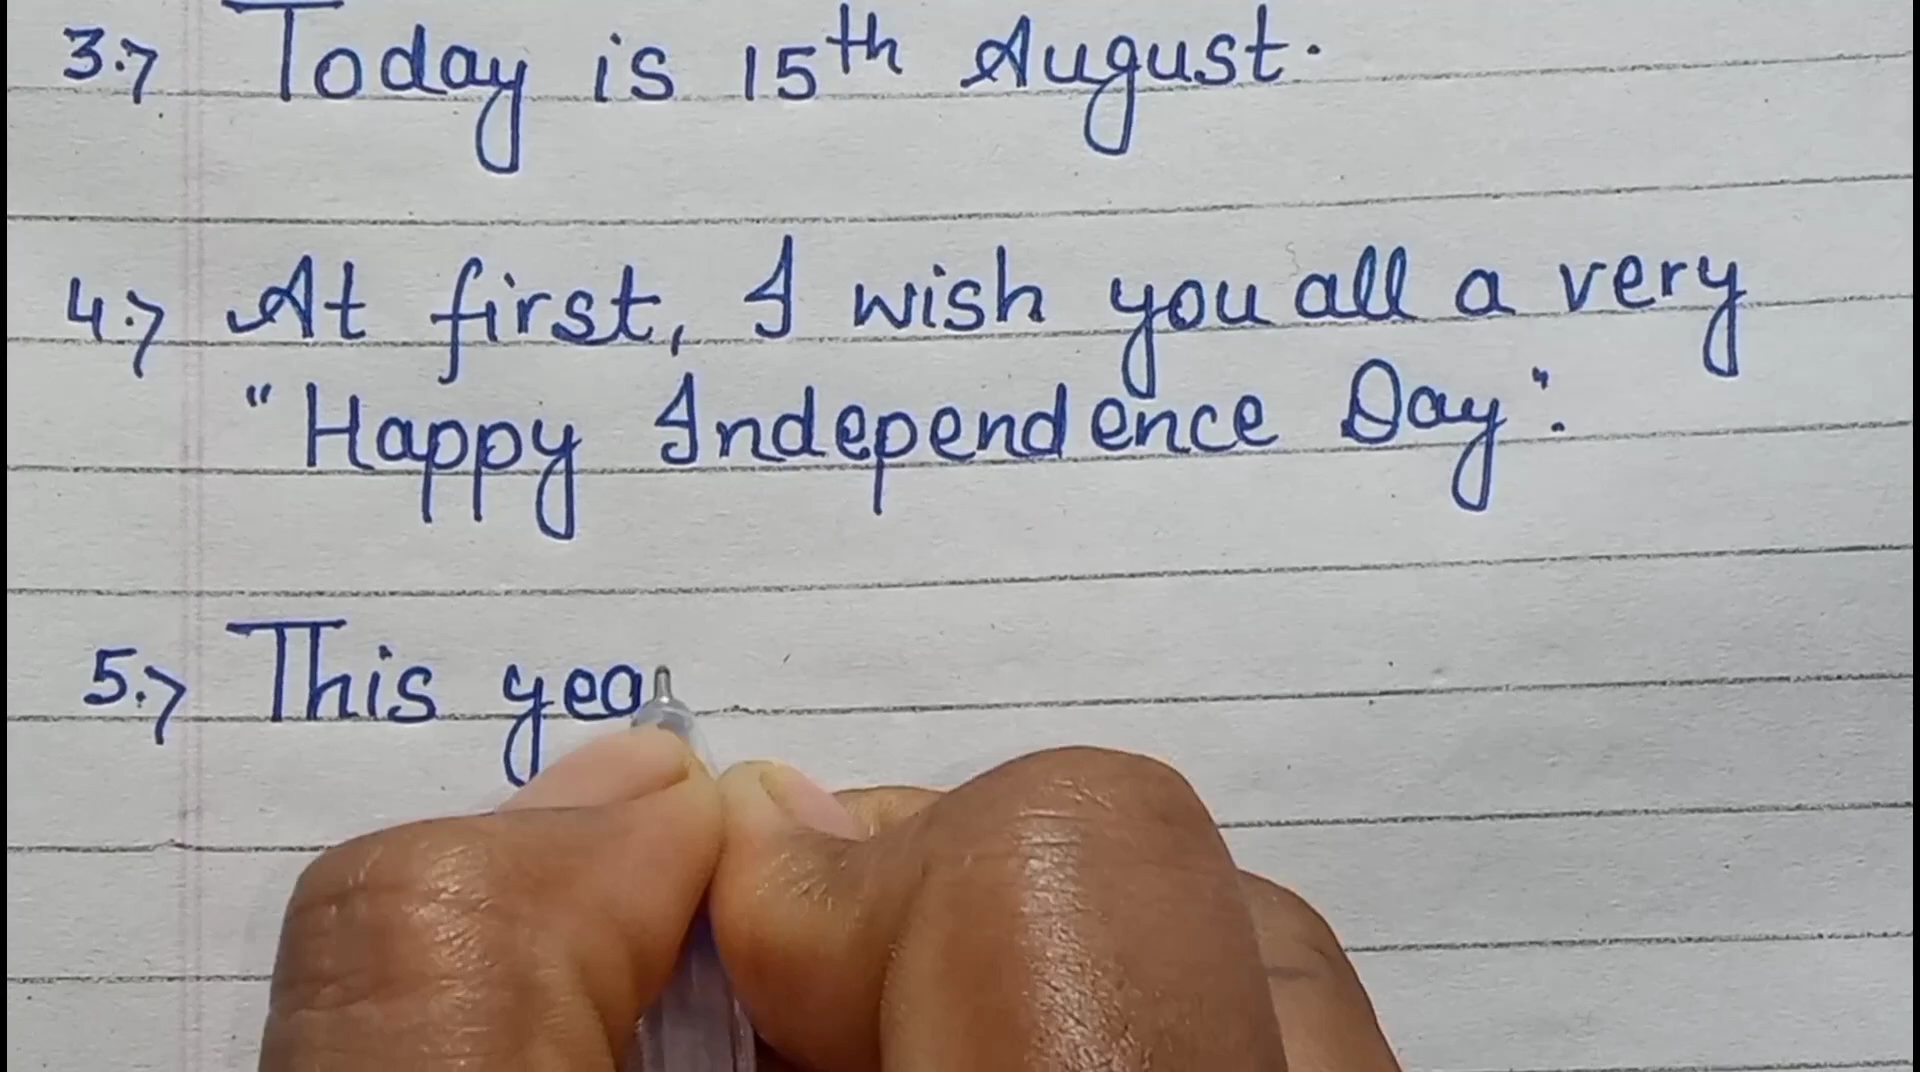 3.> Today is 15th August.
4.> At first, I wish you all a very
"Happy Independence Day".
5.> This yea